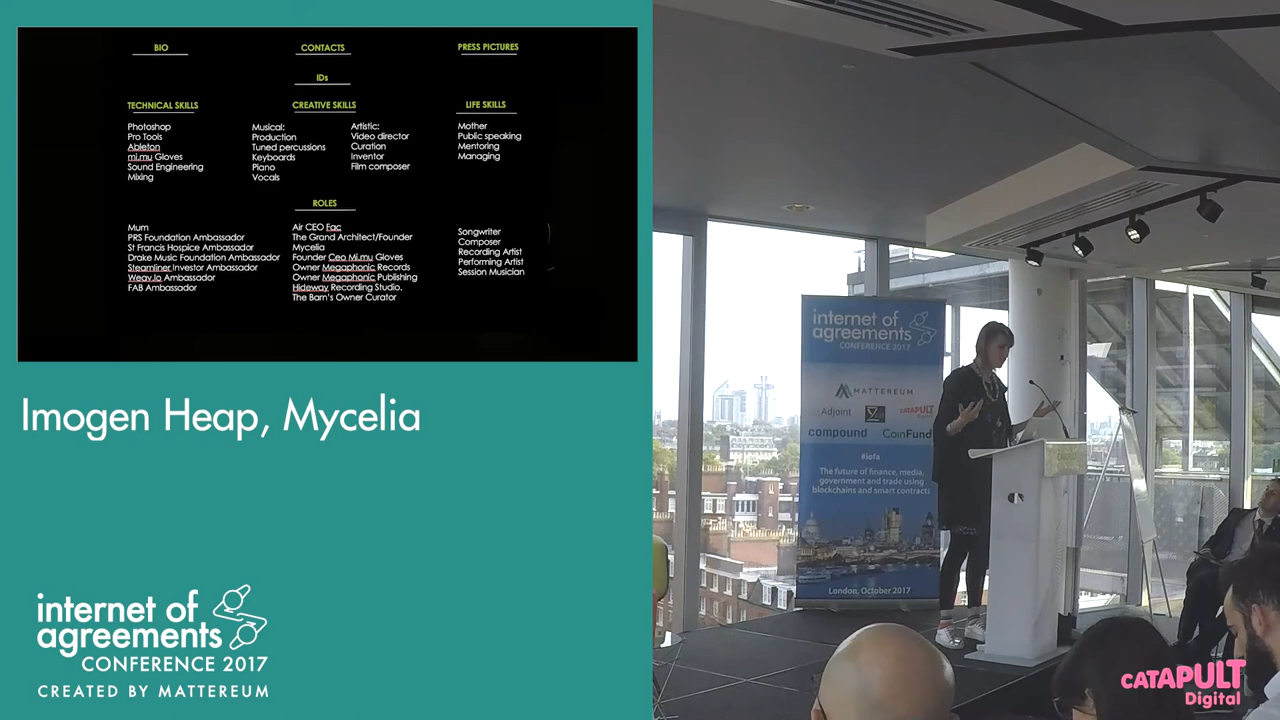 BIO
CONTACTS
PRESS PICTURES
IDs
TECHNICAL SKILLS
Photoshop
Pro Tools
Ableton
mi.mu Gloves
Sound Engineering
Mixing
CREATIVE SKILLS
Musical:
Production
Tuned percussions
Keyboards
Piano
Vocals
Artistic:
Video director
Curation
Inventor
Film composer
LIFE SKILLS
Mother
Public speaking
Mentoring
Managing
ROLES
Mum
PRS Foundation Ambassador
St Francis Hospice Ambassador
Drake Music Foundation Ambassador
Steamliner Investor Ambassador
Weav.Io Ambassador
FAB Ambassador
Air CEO Fac
The Grand Architect/Founder
Mycelia
Founder Ceo Mi.mu Gloves
Owner Megaphonic Records
Owner Megaphonic Publishing
Hideway Recording Studio.
The Barn's Owner Curator
Songwriter
Composer
Recording Artist
Performing Artist
Session Musician
Imogen Heap, Mycelia
internet of
agreements
CONFERENCE 2017
CREATED BY MATTEREUM
internet of
agreements
CONFERENCE 2017
MATTEREUM
Adjoint
CATAPULT
compound
CoinFund
#iofa
The future of finance, media,
government and trade using
blockchains and smart contracts
London, October 2017
CATAPULT
Digital